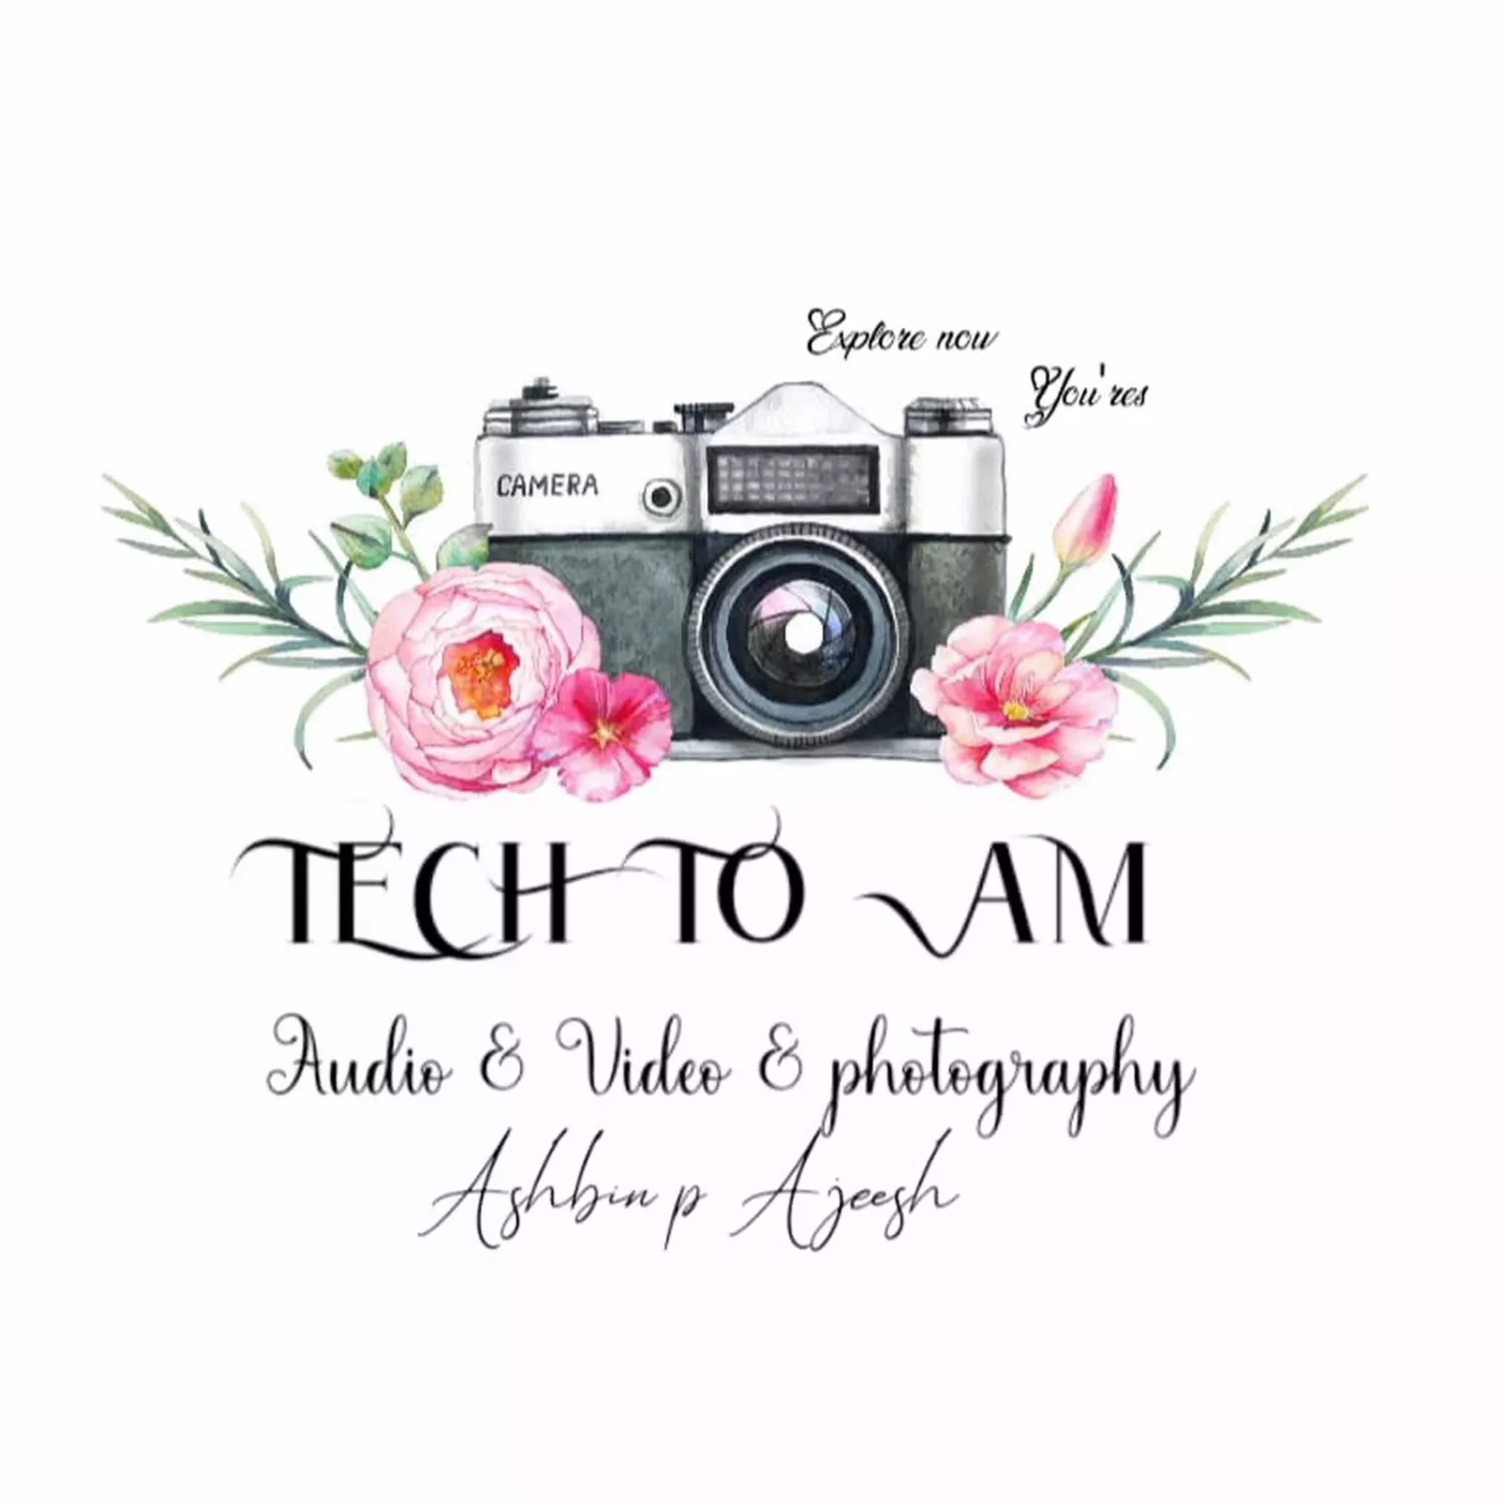 Explore now
You'res
CAMERA
TECH TO AM
Audio & Video & photography
Ashbin p Ajeesh